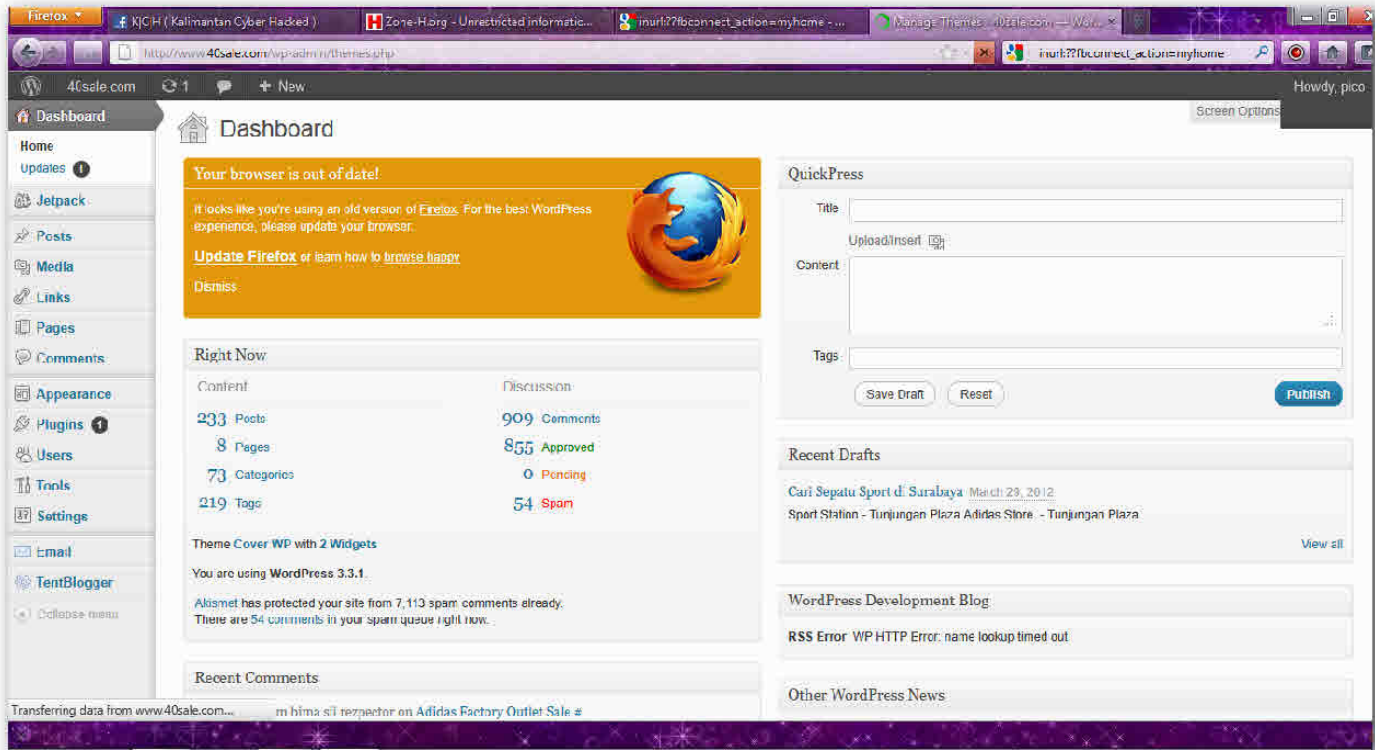 Firefox
K|C|H ( Kalimantan Cyber Hacked )
Zone-H.org - Unrestricted informatic...
inurl:??fbconnect_action=myhome - ...
Manage Themes ‹ 40sale.com — Wor...
http://www.40sale.com/wp-admin/themes.php
inurl:??fbconnect_action=myhome
40sale.com
1
+ New
Howdy, pico
Dashboard
Home
Updates 1
Jetpack
Posts
Media
Links
Pages
Comments
Appearance
Plugins 1
Users
Tools
Settings
Email
TentBlogger
Collapse menu
Dashboard
Screen Options
Your browser is out of date!
It looks like you're using an old version of Firefox. For the best WordPress
experience, please update your browser.
Update Firefox or learn how to browse happy
Dismiss
Right Now
Content
Discussion
233 Posts
909 Comments
8 Pages
855 Approved
73 Categories
0 Pending
219 Tags
54 Spam
Theme Cover WP with 2 Widgets
You are using WordPress 3.3.1.
Akismet has protected your site from 7,113 spam comments already.
There are 54 comments in your spam queue right now.
Recent Comments
on Adidas Factory Outlet Sale #
QuickPress
Title
Upload/Insert
Content
Tags
Save Draft
Reset
Publish
Recent Drafts
Cari Sepatu Sport di Surabaya March 29, 2012
Sport Station - Tunjungan Plaza Adidas Store - Tunjungan Plaza
View all
WordPress Development Blog
RSS Error WP HTTP Error: name lookup timed out
Other WordPress News
Transferring data from www.40sale.com...